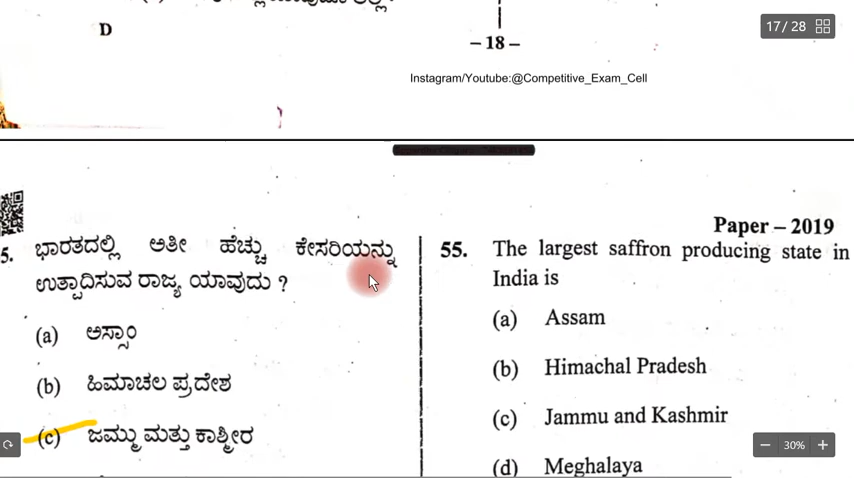 D
– 18 –
17 / 28
Instagram/Youtube:@Competitive_Exam_Cell
Paper – 2019
5. ಭಾರತದಲ್ಲಿ ಅತೀ ಹೆಚ್ಚು ಕೇಸರಿಯನ್ನು
ಉತ್ಪಾದಿಸುವ ರಾಜ್ಯ ಯಾವುದು ?
(a) ಅಸ್ಸಾಂ
(b) ಹಿಮಾಚಲ ಪ್ರದೇಶ
(c) ಜಮ್ಮು ಮತ್ತು ಕಾಶ್ಮೀರ
55. The largest saffron producing state in
India is
(a) Assam
(b) Himachal Pradesh
(c) Jammu and Kashmir
(d) Meghalaya
30%